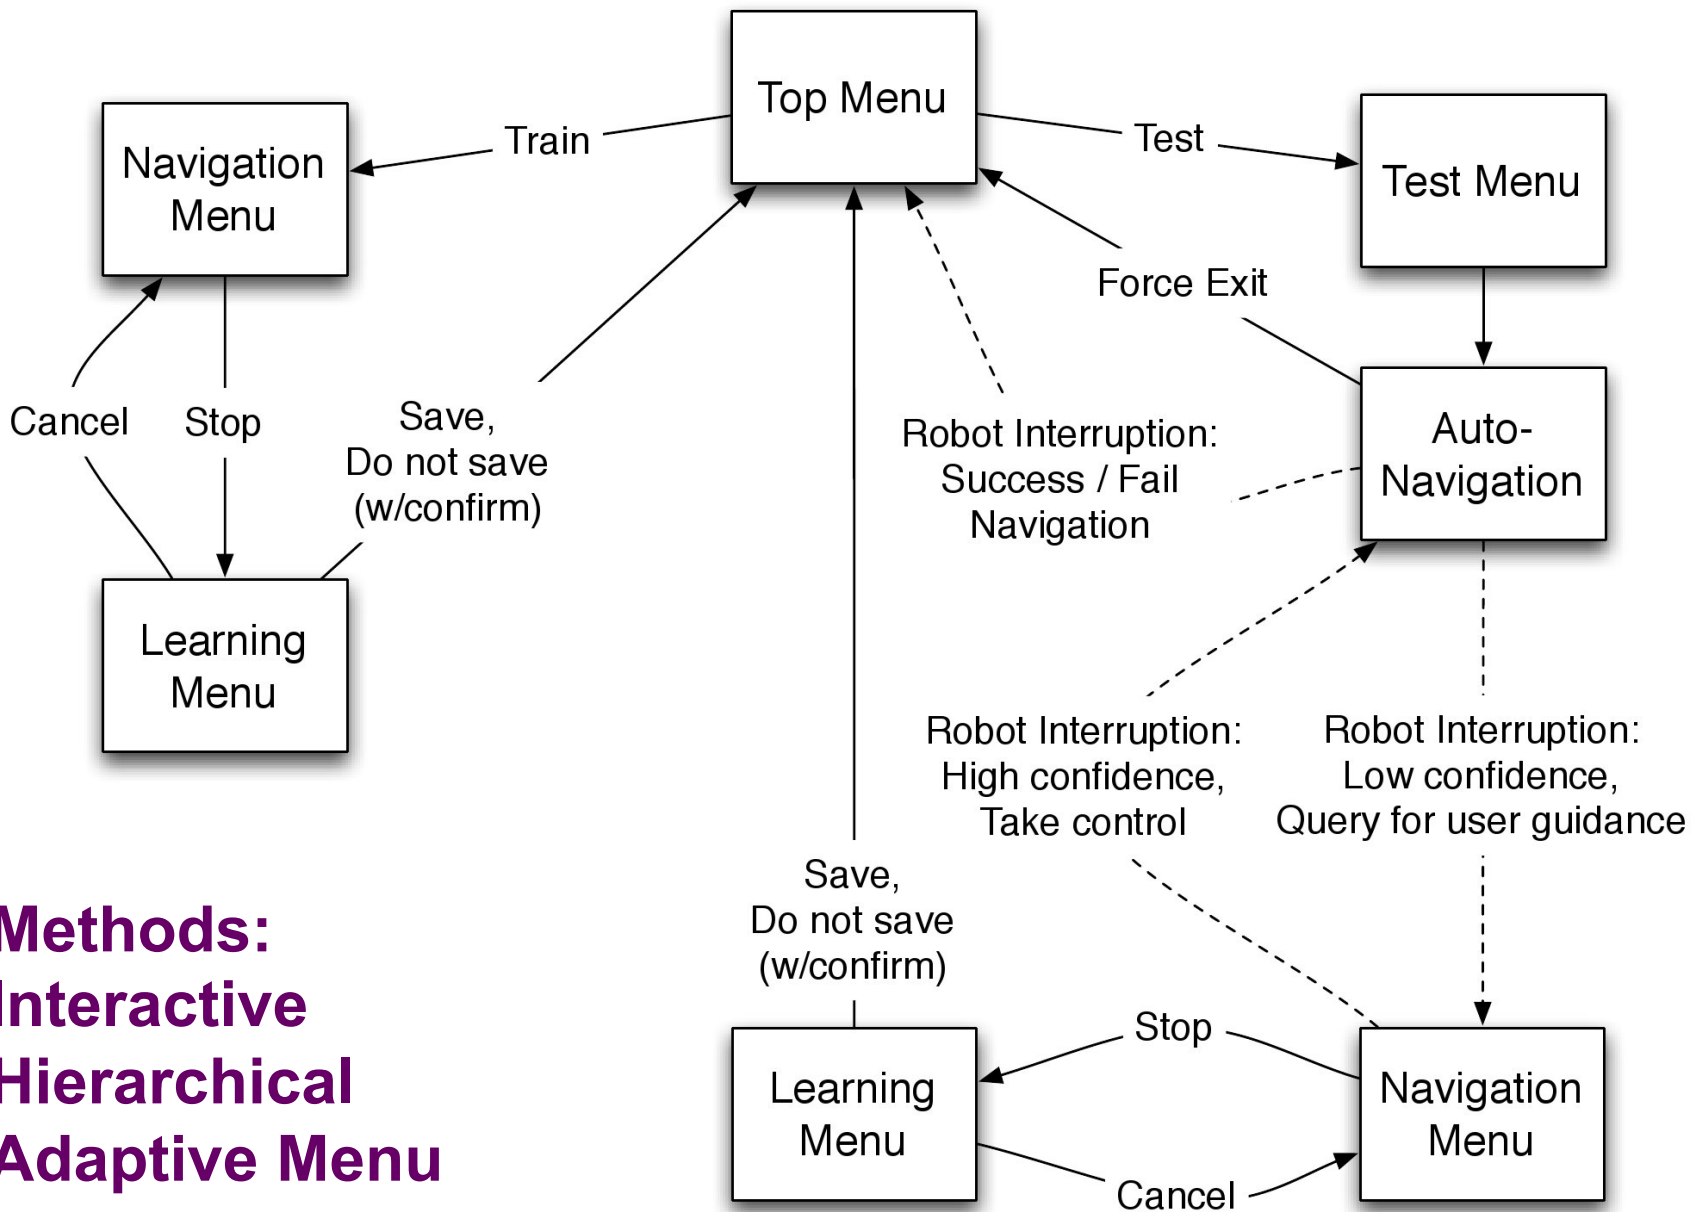 Top Menu
Navigation
Menu
Train
Test
Test Menu
Force Exit
Cancel
Stop
Save,
Do not save
(w/confirm)
Robot Interruption:
Success / Fail
Navigation
Auto-
Navigation
Learning
Menu
Robot Interruption:
High confidence,
Take control
Robot Interruption:
Low confidence,
Query for user guidance
Save,
Do not save
(w/confirm)
Methods:
Interactive
Hierarchical
Adaptive Menu
Learning
Menu
Stop
Cancel
Navigation
Menu